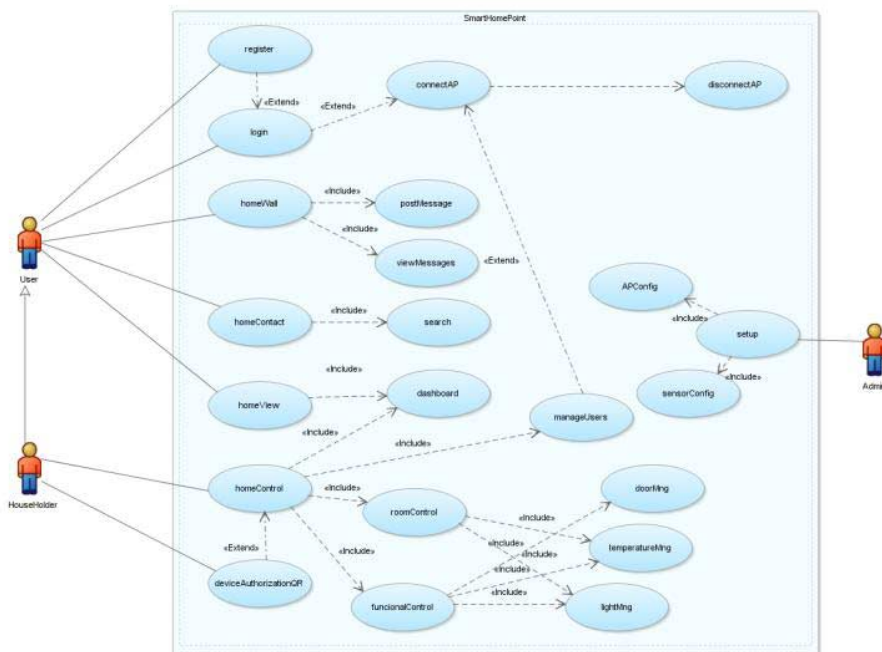 SmartHomePoint
register
connectAP
disconnectAP
«Extend»
«Extend»
login
homeWall
«Include»
postMessage
«Include»
viewMessages
User
«Extend»
APConfig
«Include»
homeContact
«Include»
search
setup
«Include»
sensorConfig
Admin
«Include»
homeView
dashboard
manageUsers
«Include»
«Include»
homeControl
«Include»
doorMng
HouseHolder
roomControl
«Include»
«Extend»
«Include»
«Include»
temperatureMng
«Include»
deviceAuthorizationQR
funcionalControl
«Include»
lightMng